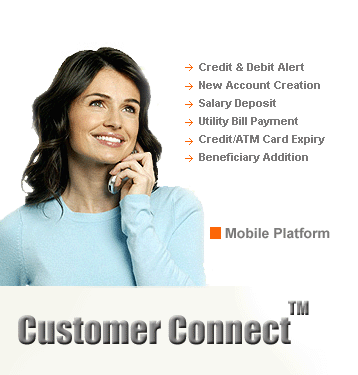 Credit & Debit Alert
New Account Creation
Salary Deposit
Utility Bill Payment
Credit/ATM Card Expiry
Beneficiary Addition
Mobile Platform
Customer Connect™